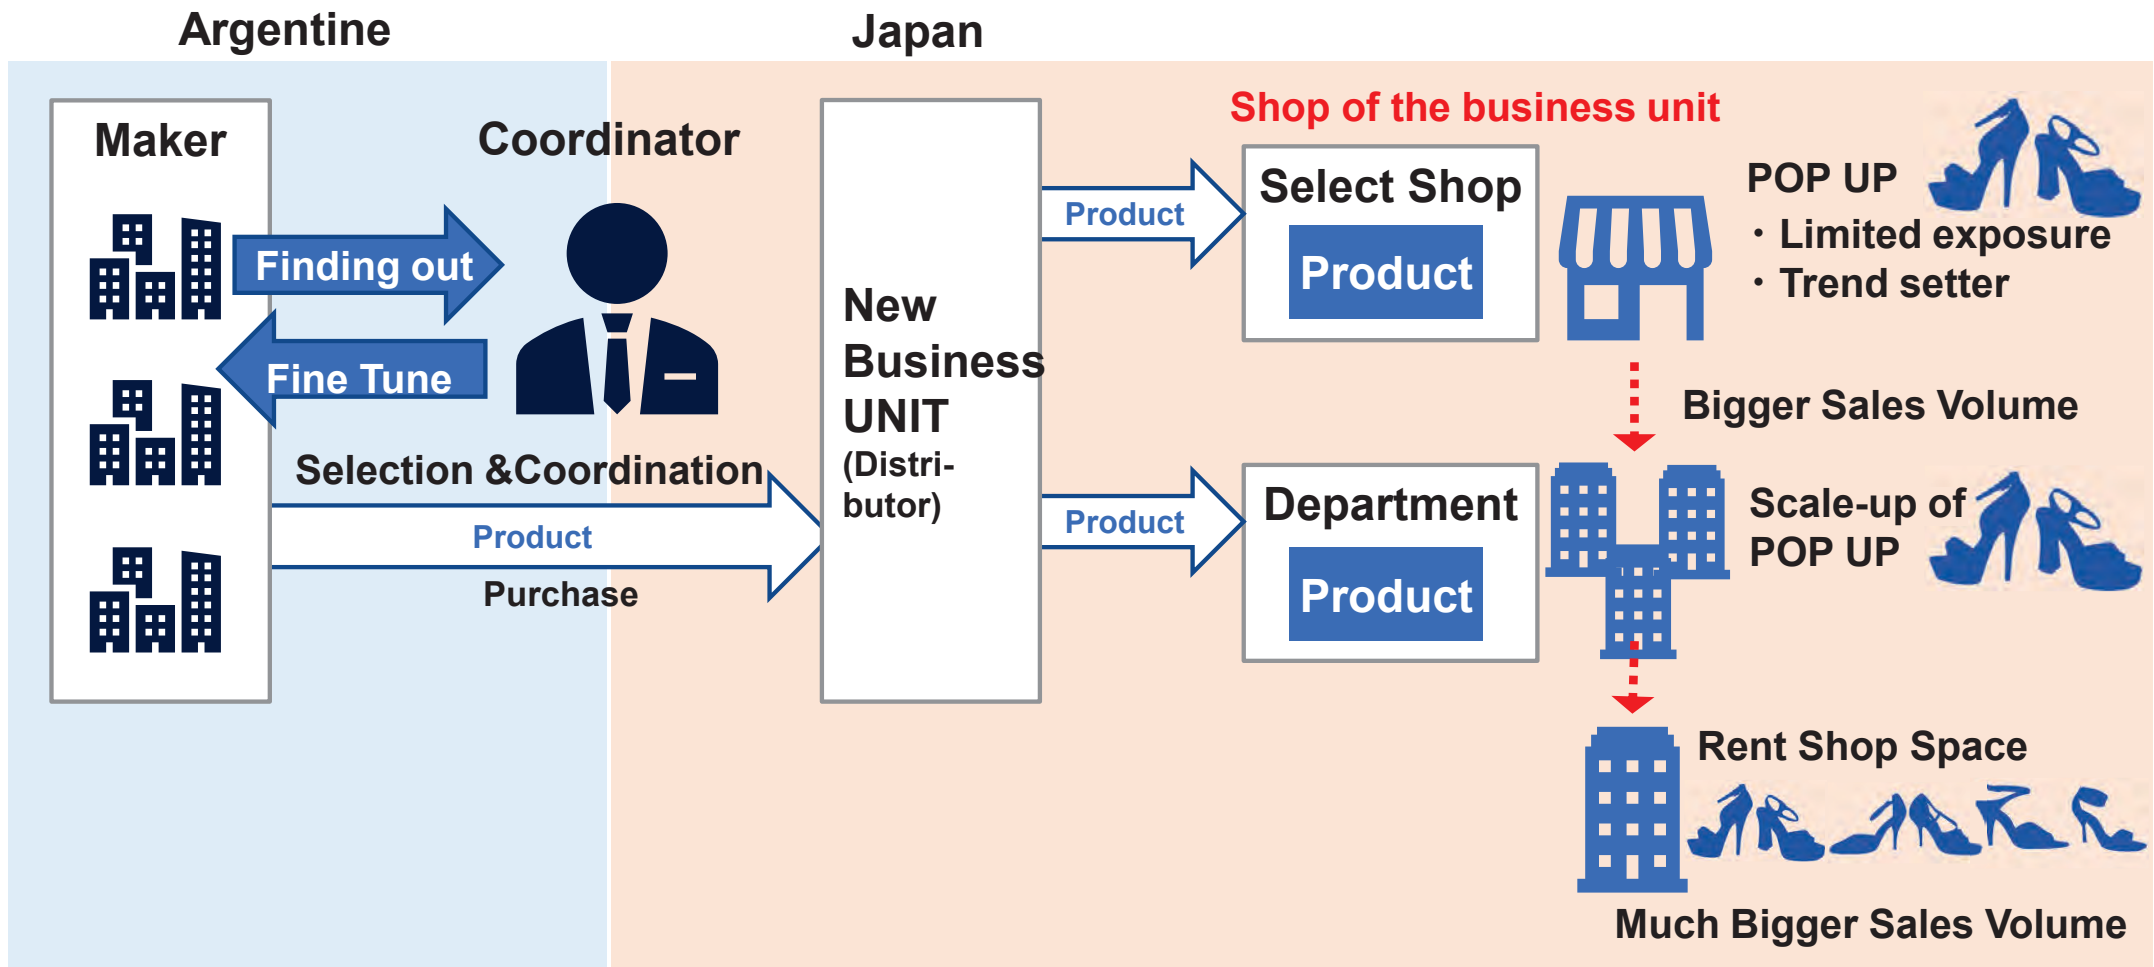 Argentine
Japan
Maker
Coordinator
Finding out
Fine Tune
Selection &Coordination
Product
Purchase
New
Business
UNIT
(Distri-
butor)
Product
Product
Shop of the business unit
Select Shop
Product
POP UP
・Limited exposure
・Trend setter
Bigger Sales Volume
Department
Product
Scale-up of
POP UP
Rent Shop Space
Much Bigger Sales Volume